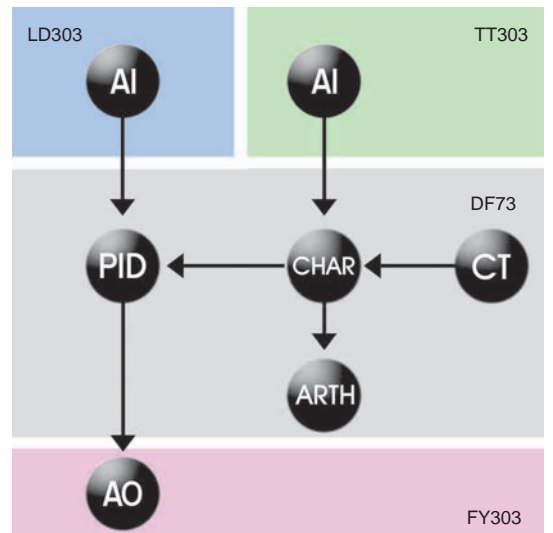 LD303
TT303
AI
AI
DF73
PID
CHAR
CT
ARTH
AO
FY303